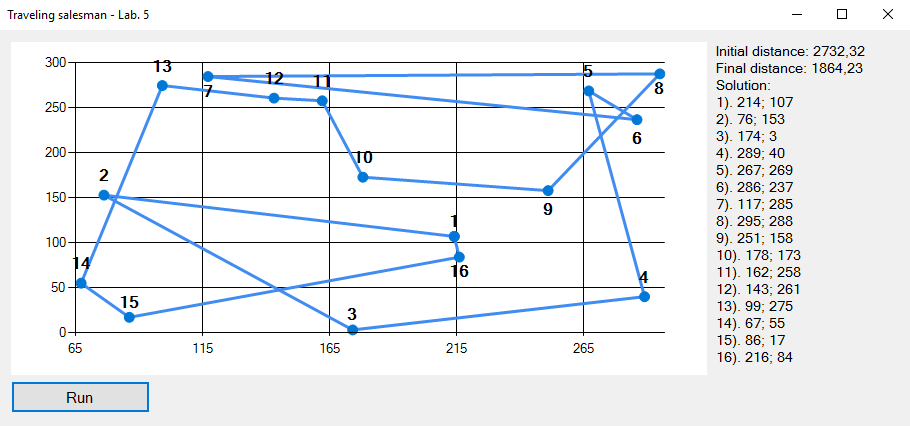 Traveling salesman - Lab. 5
Initial distance: 2732,32
Final distance: 1864,23
Solution:
1). 214; 107
2). 76; 153
3). 174; 3
4). 289; 40
5). 267; 269
6). 286; 237
7). 117; 285
8). 295; 288
9). 251; 158
10). 178; 173
11). 162; 258
12). 143; 261
13). 99; 275
14). 67; 55
15). 86; 17
16). 216; 84
300
250
200
150
100
50
0
65 115 165 215 265
13
7
12
11
5
8
6
10
9
2
1
16
14
15
3
4
Run